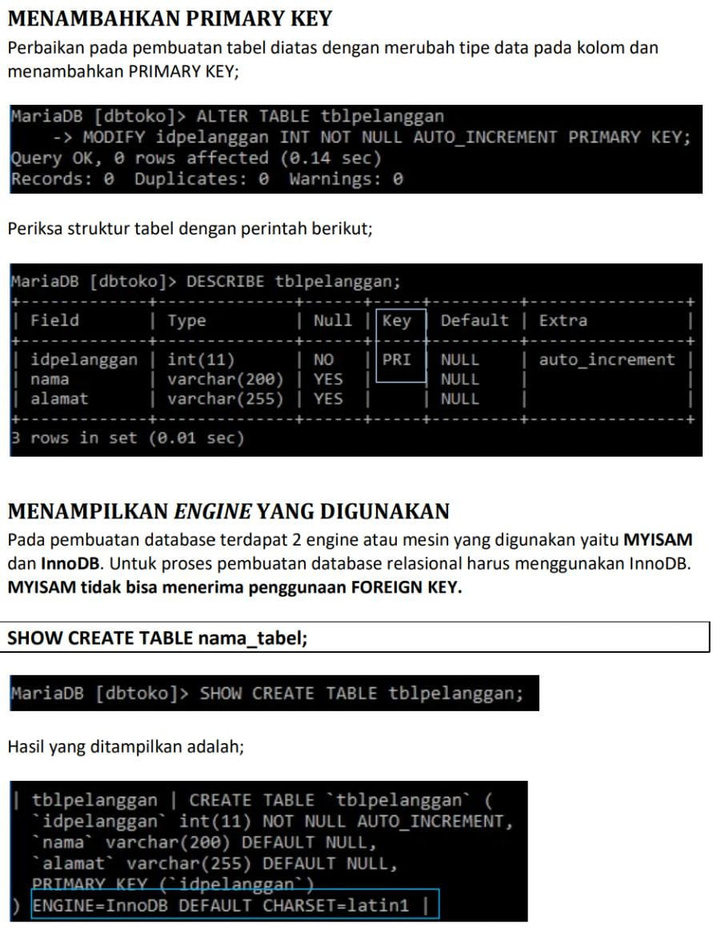 MENAMBAHKAN PRIMARY KEY
Perbaikan pada pembuatan tabel diatas dengan merubah tipe data pada kolom dan
menambahkan PRIMARY KEY;
MariaDB [dbtoko]> ALTER TABLE tblpelanggan
    -> MODIFY idpelanggan INT NOT NULL AUTO_INCREMENT PRIMARY KEY;
Query OK, 0 rows affected (0.14 sec)
Records: 0  Duplicates: 0  Warnings: 0
Periksa struktur tabel dengan perintah berikut;
MariaDB [dbtoko]> DESCRIBE tblpelanggan;
+-------------+--------------+------+-----+---------+----------------+
| Field       | Type         | Null | Key | Default | Extra          |
+-------------+--------------+------+-----+---------+----------------+
| idpelanggan | int(11)      | NO   | PRI | NULL    | auto_increment |
| nama        | varchar(200) | YES  |     | NULL    |                |
| alamat      | varchar(255) | YES  |     | NULL    |                |
+-------------+--------------+------+-----+---------+----------------+
3 rows in set (0.01 sec)
MENAMPILKAN ENGINE YANG DIGUNAKAN
Pada pembuatan database terdapat 2 engine atau mesin yang digunakan yaitu MYISAM
dan InnoDB. Untuk proses pembuatan database relasional harus menggunakan InnoDB.
MYISAM tidak bisa menerima penggunaan FOREIGN KEY.
SHOW CREATE TABLE nama_tabel;
MariaDB [dbtoko]> SHOW CREATE TABLE tblpelanggan;
Hasil yang ditampilkan adalah;
| tblpelanggan | CREATE TABLE `tblpelanggan` (
  `idpelanggan` int(11) NOT NULL AUTO_INCREMENT,
  `nama` varchar(200) DEFAULT NULL,
  `alamat` varchar(255) DEFAULT NULL,
  PRIMARY KEY (`idpelanggan`)
) ENGINE=InnoDB DEFAULT CHARSET=latin1 |